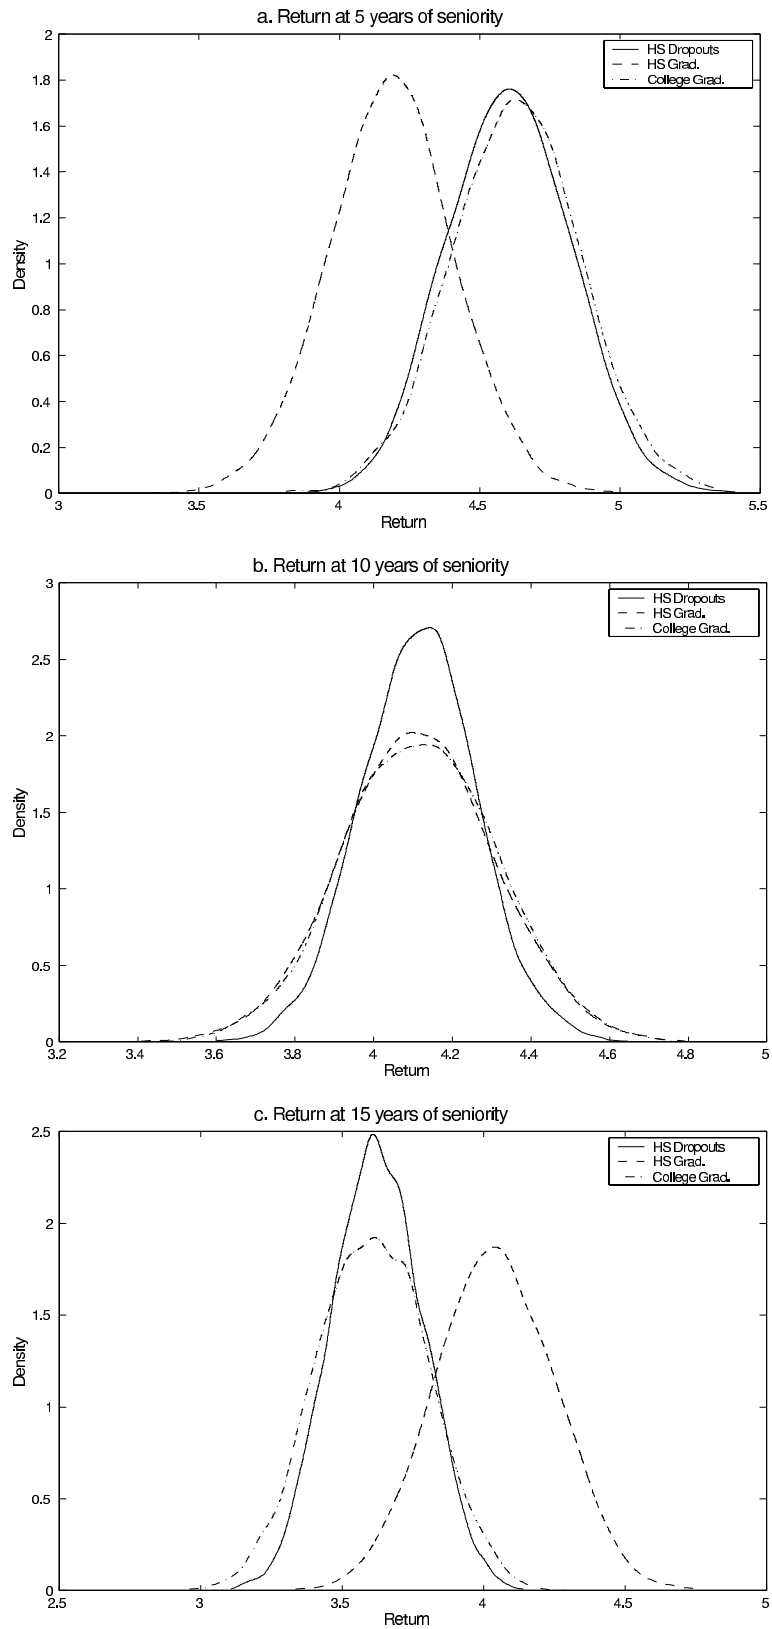 a. Return at 5 years of seniority
2
1.8
1.6
1.4
1.2
1
0.8
0.6
0.4
0.2
0
Density
HS Dropouts
HS Grad.
College Grad.
3
3.5
4
4.5
5
5.5
Return
b. Return at 10 years of seniority
3
2.5
2
1.5
1
0.5
0
Density
HS Dropouts
HS Grad.
College Grad.
3.2
3.4
3.6
3.8
4
4.2
4.4
4.6
4.8
5
Return
c. Return at 15 years of seniority
2.5
2
1.5
1
0.5
0
Density
HS Dropouts
HS Grad.
College Grad.
2.5
3
3.5
4
4.5
5
Return